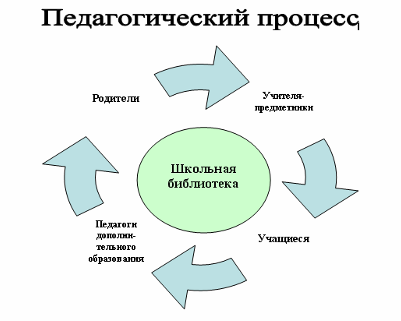 Педагогический процесс
Родители
Учителя-
предметники
Школьная
библиотека
Педагоги
дополни-
тельного
образования
Учащиеся